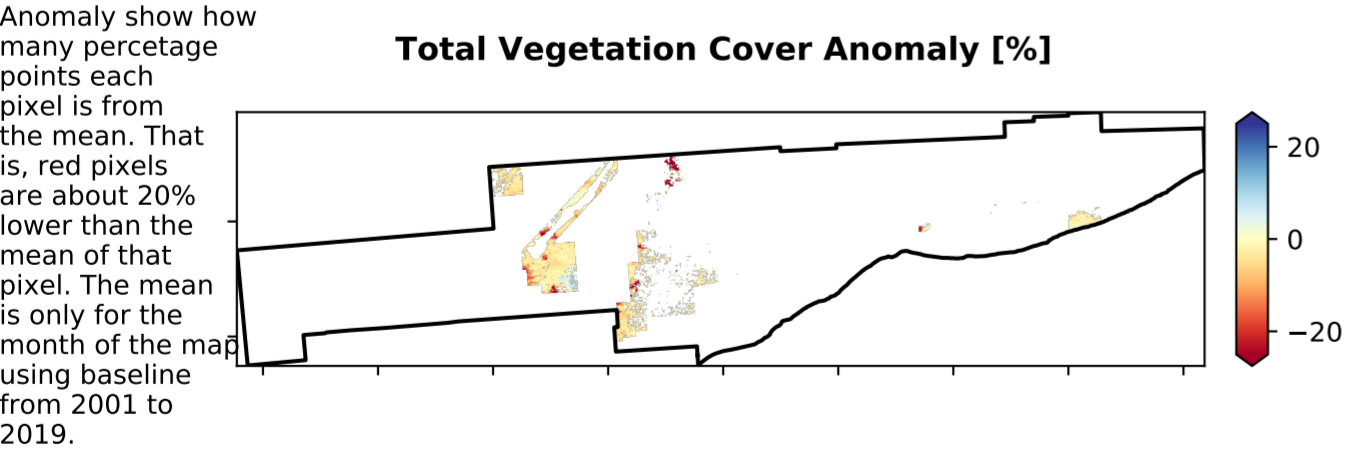 Anomaly show how
many percetage
points each
pixel is from
the mean. That
is, red pixels
are about 20%
lower than the
mean of that
pixel. The mean
is only for the
month of the map
using baseline
from 2001 to
2019.
Total Vegetation Cover Anomaly [%]
20
0
−20